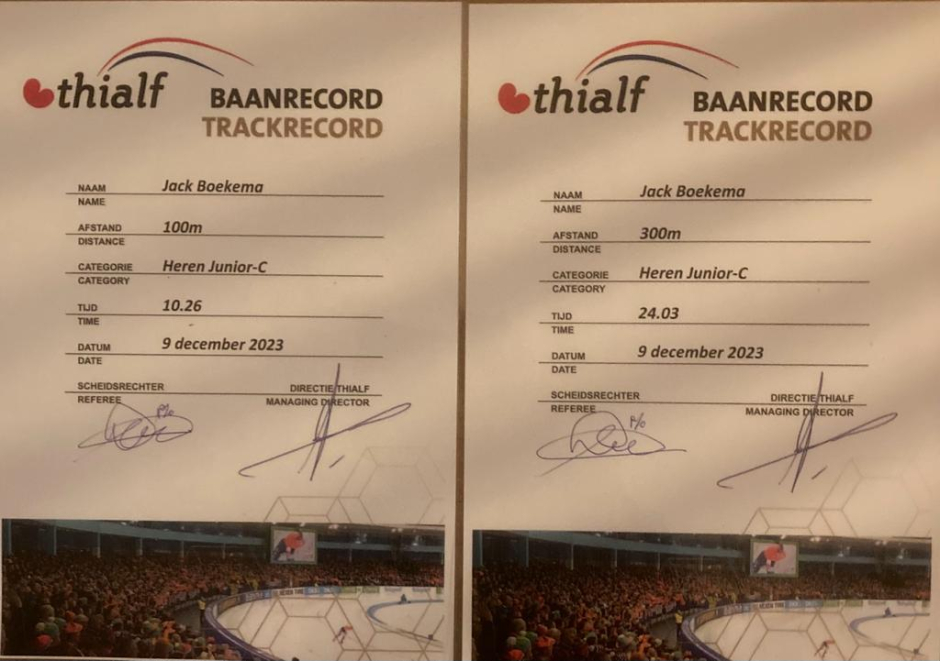 thialf
BAANRECORD
TRACKRECORD
NAAM Jack Boekema
NAME
AFSTAND 100m
DISTANCE
CATEGORIE Heren Junior-C
CATEGORY
TIJD 10.26
TIME
DATUM 9 december 2023
DATE
SCHEIDSRECHTER DIRECTIE THIALF
REFEREE MANAGING DIRECTOR
P/o
thialf
BAANRECORD
TRACKRECORD
NAAM Jack Boekema
NAME
AFSTAND 300m
DISTANCE
CATEGORIE Heren Junior-C
CATEGORY
TIJD 24.03
TIME
DATUM 9 december 2023
DATE
SCHEIDSRECHTER DIRECTIE THIALF
REFEREE MANAGING DIRECTOR
P/o